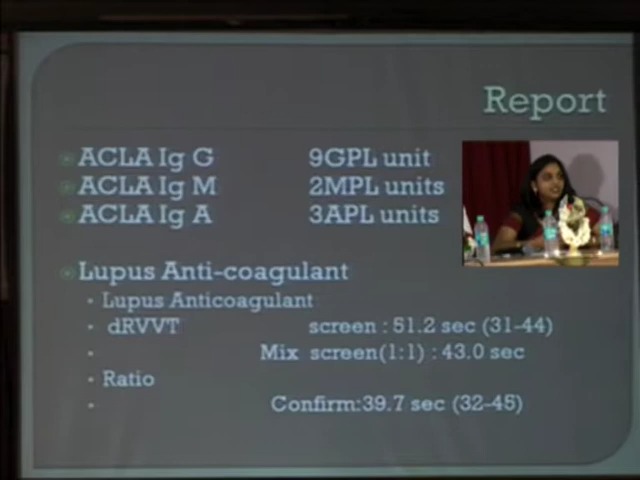 Report
ACLA Ig G 9GPL unit
ACLA Ig M 2MPL units
ACLA Ig A 3APL units
Lupus Anti-coagulant
Lupus Anticoagulant
dRVVT screen : 51.2 sec (31-44)
Mix screen(1:1) : 43.0 sec
Ratio
Confirm:39.7 sec (32-45)